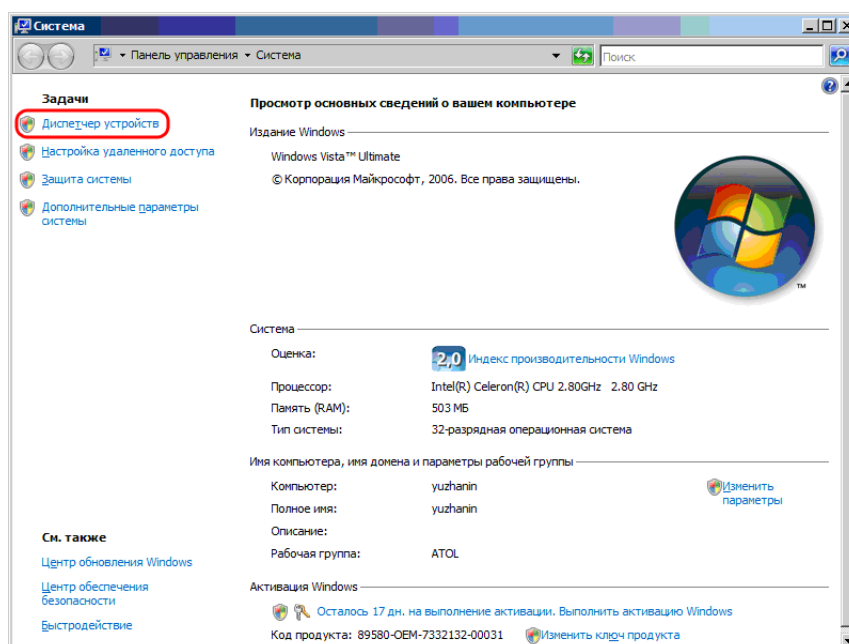 Система
Панель управления
Система
Поиск
Задачи
Диспетчер устройств
Настройка удаленного доступа
Защита системы
Дополнительные параметры
системы
Просмотр основных сведений о вашем компьютере
Издание Windows
Windows Vista™ Ultimate
© Корпорация Майкрософт, 2006. Все права защищены.
TM
Система
Оценка: 2,0 Индекс производительности Windows
Процессор: Intel(R) Celeron(R) CPU 2.80GHz 2.80 GHz
Память (RAM): 503 МБ
Тип системы: 32-разрядная операционная система
Имя компьютера, имя домена и параметры рабочей группы
Компьютер: yuzhanin
Изменить
параметры
Полное имя: yuzhanin
Описание:
Рабочая группа: ATOL
Активация Windows
Осталось 17 дн. на выполнение активации. Выполнить активацию Windows
Код продукта: 89580-OEM-7332132-00031 Изменить ключ продукта
См. также
Центр обновления Windows
Центр обеспечения
безопасности
Быстродействие